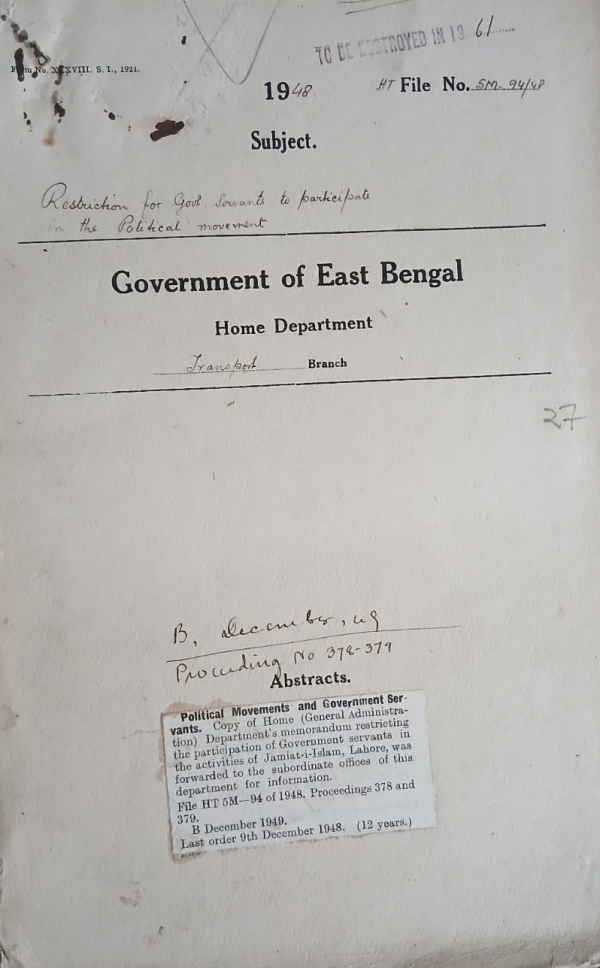 TO BE DESTROYED IN 19 61
Form No. XXXVIII, S. I., 1924.
1948
HT File No. 5M-94/48
Subject.
Restriction for Govt. Servants to participate
in the Political movement
Government of East Bengal
Home Department
Transport Branch
27
B, December, 49
Proceeding No 378-379
Abstracts.
Political Movements and Government Ser-
vants. Copy of Home (General Administra-
tion) Department's memorandum restricting
the participation of Government servants in
the activities of Jamiat-i-Islam, Lahore, was
forwarded to the subordinate offices of this
department for information.
File HT 5M—94 of 1948, Proceedings 378 and
379.
B December 1949.
Last order 9th December 1948. (12 years.)